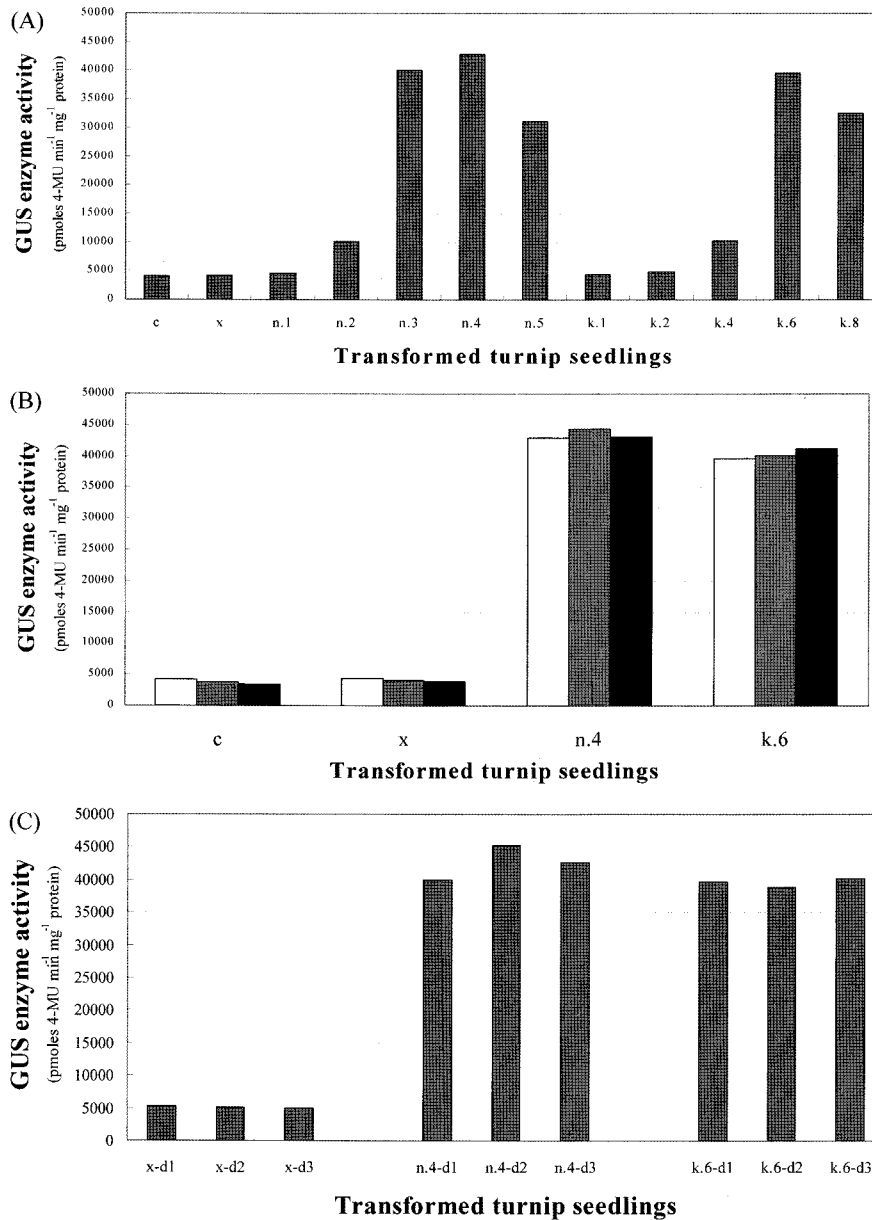 (A)
GUS enzyme activity
(pmoles 4-MU min⁻¹ mg⁻¹ protein)
50000
45000
40000
35000
30000
25000
20000
15000
10000
5000
0
c x n.1 n.2 n.3 n.4 n.5 k.1 k.2 k.4 k.6 k.8
Transformed turnip seedlings
(B)
GUS enzyme activity
(pmoles 4-MU min⁻¹ mg⁻¹ protein)
50000
45000
40000
35000
30000
25000
20000
15000
10000
5000
0
c x n.4 k.6
Transformed turnip seedlings
(C)
GUS enzyme activity
(pmoles 4-MU min⁻¹ mg⁻¹ protein)
50000
45000
40000
35000
30000
25000
20000
15000
10000
5000
0
x-d1 x-d2 x-d3 n.4-d1 n.4-d2 n.4-d3 k.6-d1 k.6-d2 k.6-d3
Transformed turnip seedlings